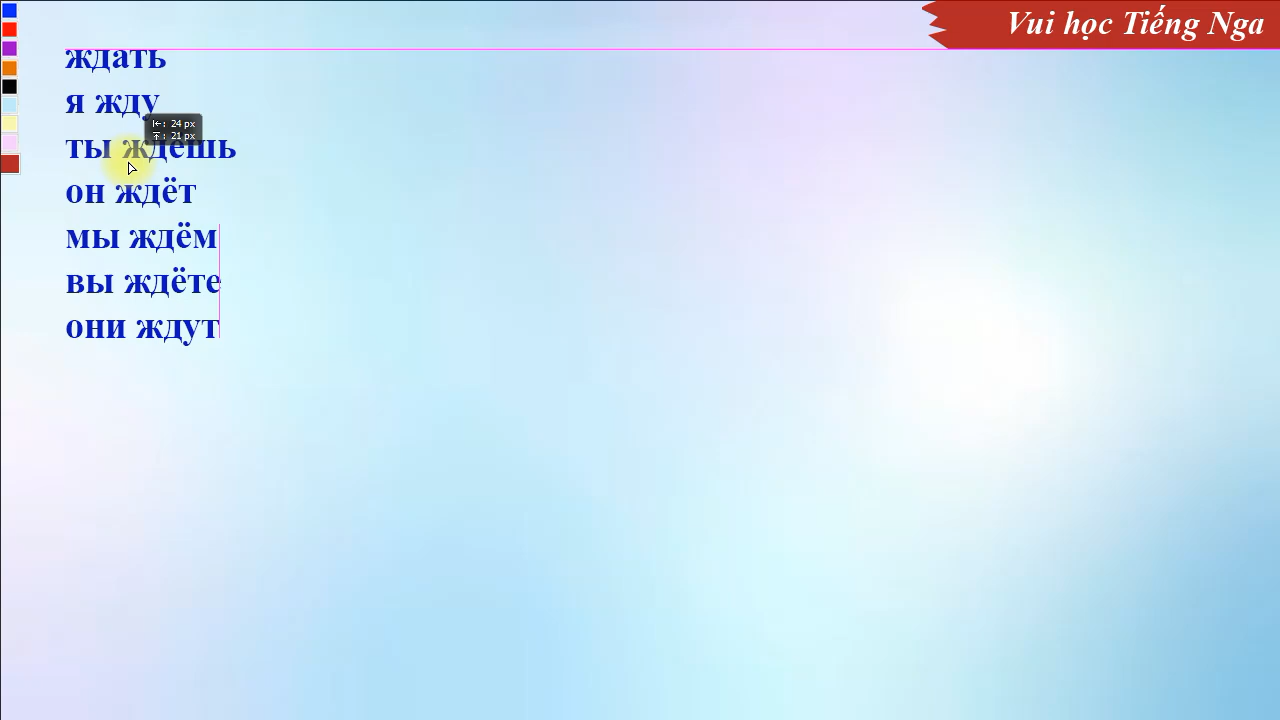 Vui học Tiếng Nga
ждать
я жду
ты ждёшь
он ждёт
мы ждём
вы ждёте
они ждут
24 px
21 px